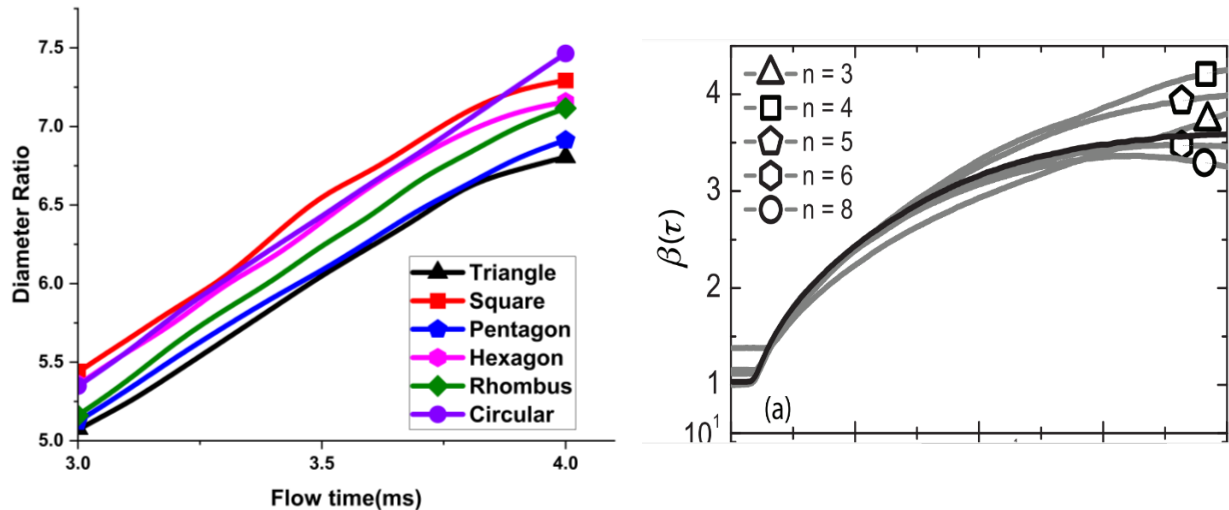 Diameter Ratio
7.5
7.0
6.5
6.0
5.5
5.0
3.0
3.5
4.0
Flow time(ms)
Triangle
Square
Pentagon
Hexagon
Rhombus
Circular
β(τ)
4
3
2
1
10¹
n = 3
n = 4
n = 5
n = 6
n = 8
(a)